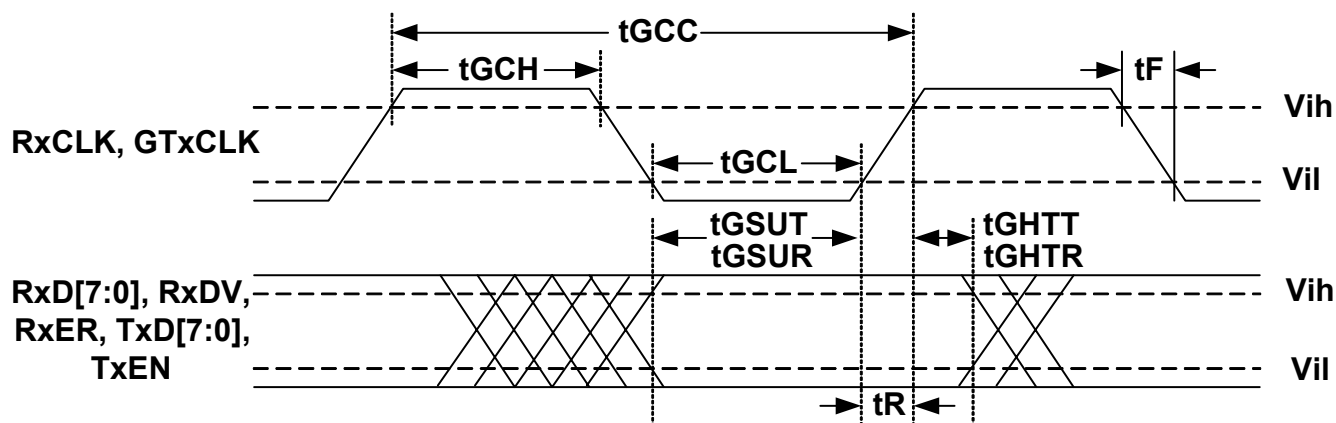 tGCC
tGCH
tF
Vih
RxCLK, GTxCLK
tGCL
Vil
tGSUT
tGSUR
tGHTT
tGHTR
RxD[7:0], RxDV,
RxER, TxD[7:0],
TxEN
Vih
Vil
tR